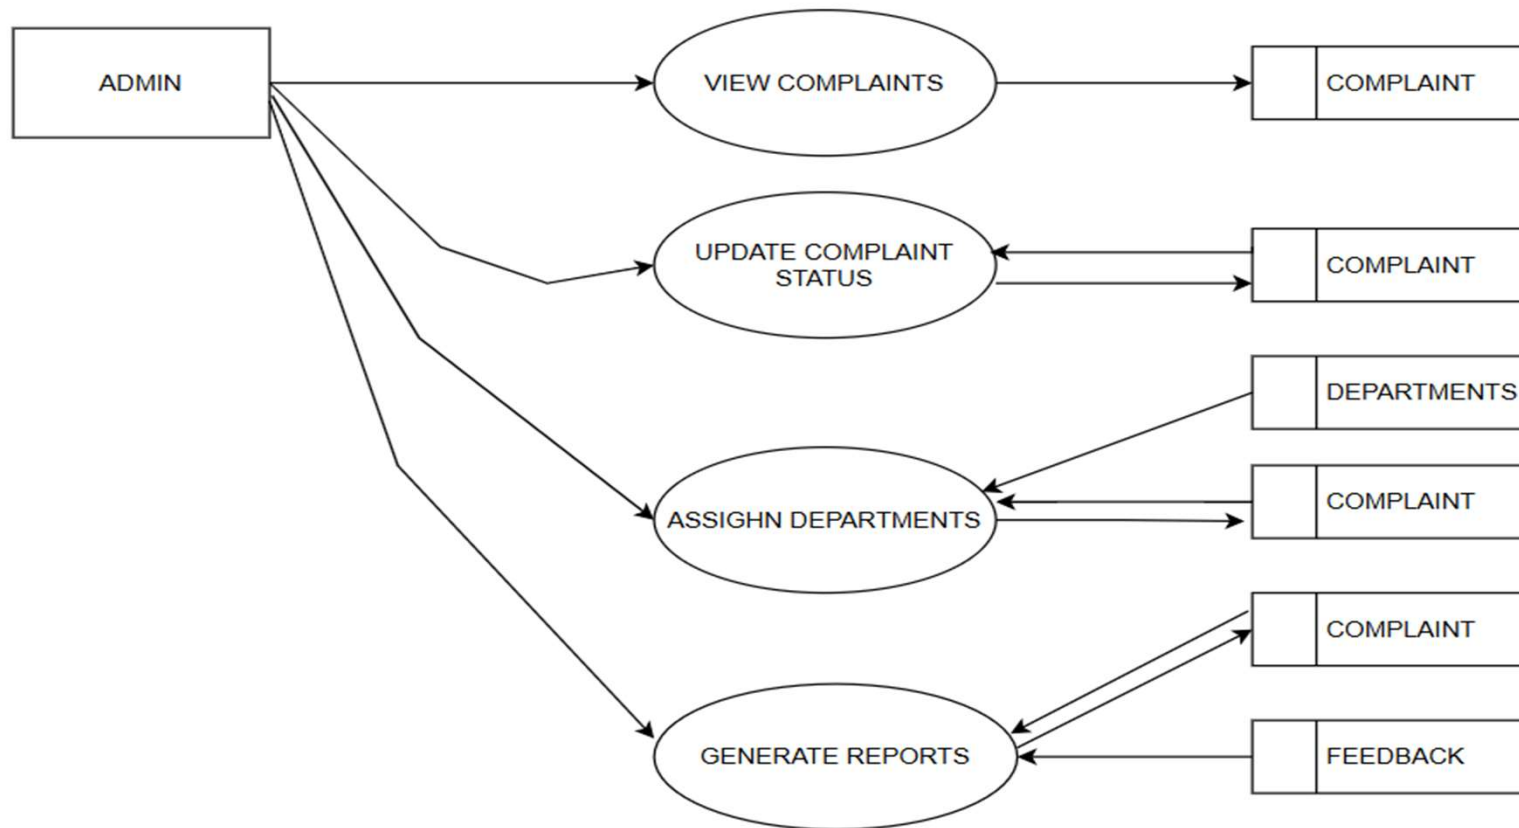 ADMIN
VIEW COMPLAINTS
COMPLAINT
UPDATE COMPLAINT
STATUS
COMPLAINT
DEPARTMENTS
ASSIGHN DEPARTMENTS
COMPLAINT
COMPLAINT
GENERATE REPORTS
FEEDBACK